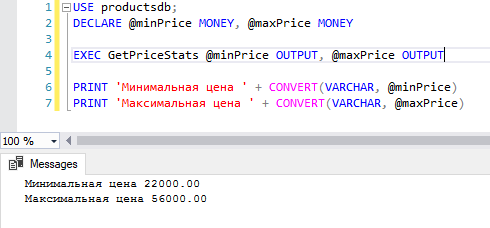 1 USE productsdb;
2 DECLARE @minPrice MONEY, @maxPrice MONEY
3
4 EXEC GetPriceStats @minPrice OUTPUT, @maxPrice OUTPUT
5
6 PRINT 'Минимальная цена ' + CONVERT(VARCHAR, @minPrice)
7 PRINT 'Максимальная цена ' + CONVERT(VARCHAR, @maxPrice)
100 %
Messages
Минимальная цена 22000.00
Максимальная цена 56000.00